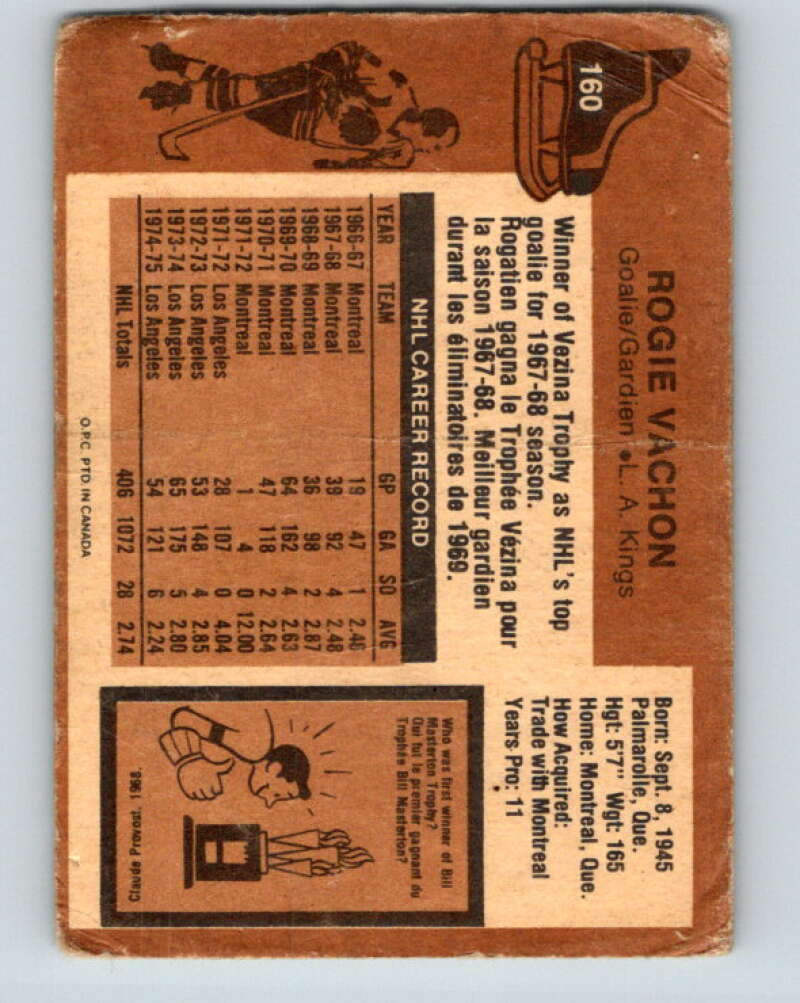 160
ROGIE VACHON
Goalie/Gardien • L. A. Kings
Winner of Vezina Trophy as NHL's top
goalie for 1967-68 season.
Rogatien gagna le Trophée Vézina pour
la saison 1967-68. Meilleur gardien
durant les éliminatoires de 1969.
NHL CAREER RECORD
YEAR TEAM GP GA SO AVG
1966-67 Montreal 19 47 1 2.48
1967-68 Montreal 39 92 4 2.48
1968-69 Montreal 36 98 2 2.87
1969-70 Montreal 64 162 4 2.63
1970-71 Montreal 47 118 2 2.64
1971-72 Montreal 1 4 0 12.00
1971-72 Los Angeles 28 107 0 4.04
1972-73 Los Angeles 53 148 4 2.85
1973-74 Los Angeles 65 175 5 2.80
1974-75 Los Angeles 54 121 6 2.24
NHL Totals 406 1072 28 2.74
O.P.C. PTD. IN CANADA
Born: Sept. 8, 1945
Palmarolle, Que.
Hgt: 5'7" Wgt: 165
Home: Montreal, Que.
How Acquired:
Trade with Montreal
Years Pro: 11
Who was first winner of Bill
Masterton Trophy?
Qui fut le premier gagnant du
Trophée Bill Masterton?
Claude Provost, 1968.